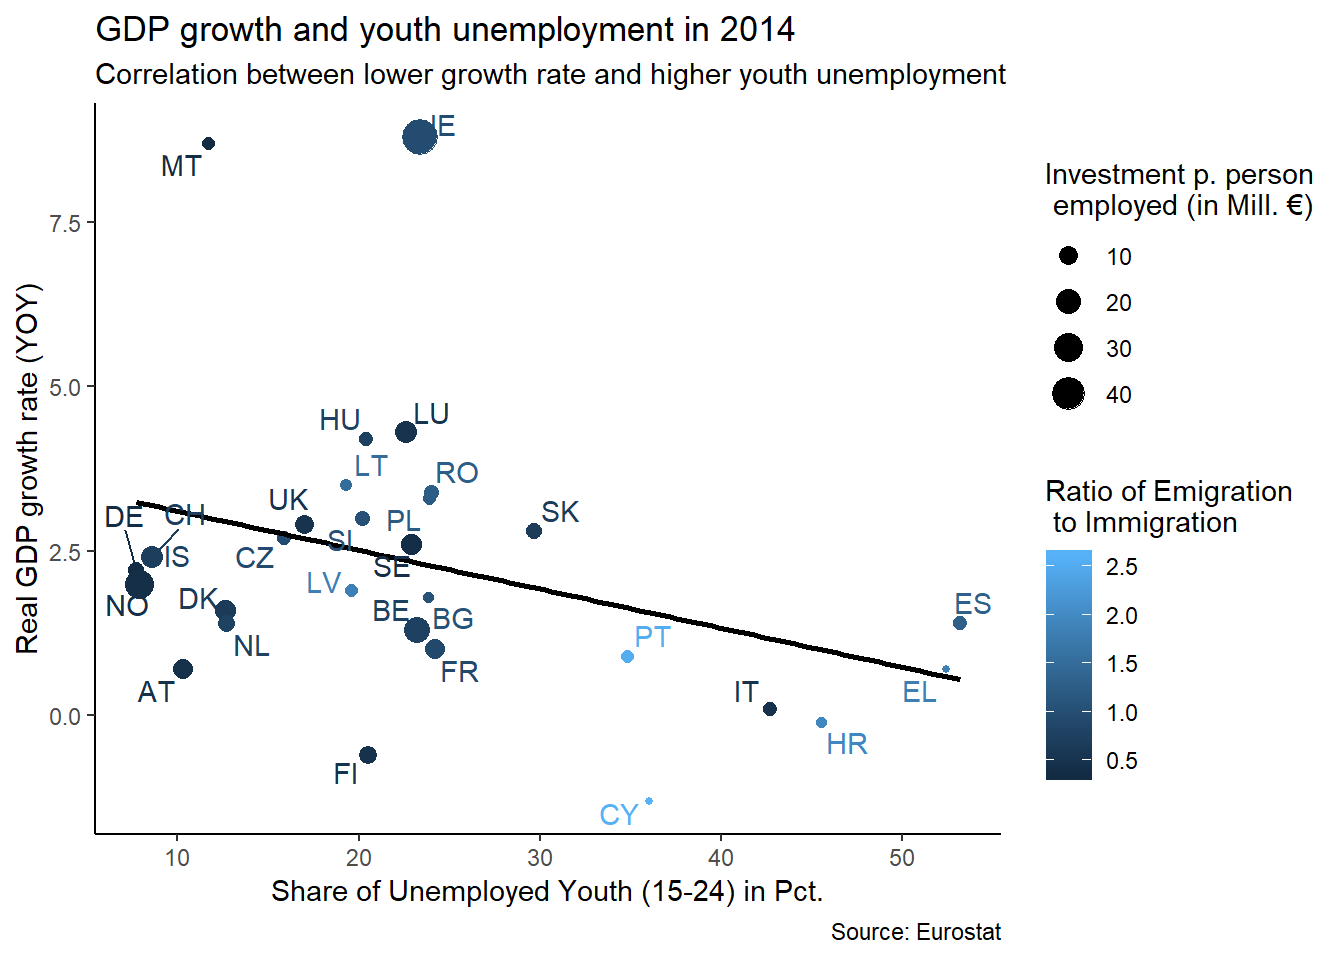 GDP growth and youth unemployment in 2014
Correlation between lower growth rate and higher youth unemployment
Real GDP growth rate (YOY)
7.5
5.0
2.5
0.0
MT
IE
HU
LU
LT
RO
UK
SK
DE
CH
PL
SI
IS
CZ
SE
LV
NO
DK
BE
BG
ES
NL
PT
FR
AT
IT
EL
HR
FI
CY
10
20
30
40
50
Share of Unemployed Youth (15-24) in Pct.
Source: Eurostat
Investment p. person
employed (in Mill. €)
10
20
30
40
Ratio of Emigration
to Immigration
2.5
2.0
1.5
1.0
0.5